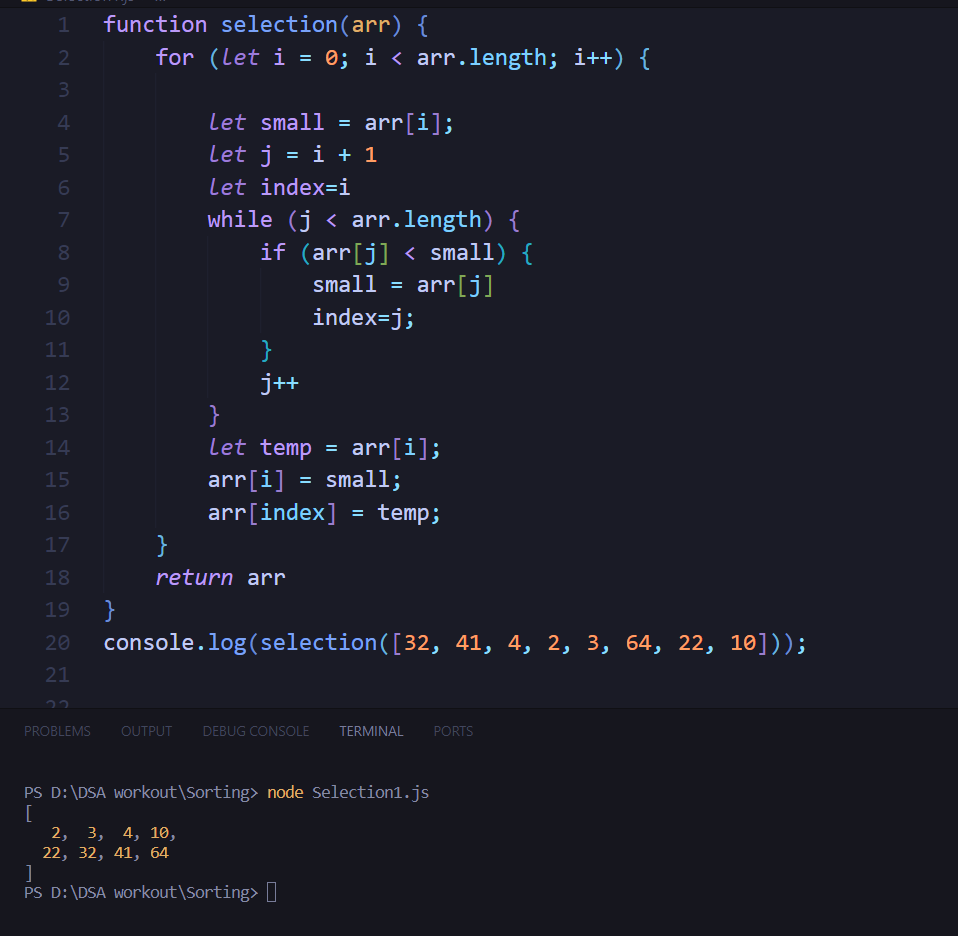 1 function selection(arr) {
2     for (let i = 0; i < arr.length; i++) {
3
4         let small = arr[i];
5         let j = i + 1
6         let index=i
7         while (j < arr.length) {
8             if (arr[j] < small) {
9                 small = arr[j]
10                 index=j;
11             }
12             j++
13         }
14         let temp = arr[i];
15         arr[i] = small;
16         arr[index] = temp;
17     }
18     return arr
19 }
20 console.log(selection([32, 41, 4, 2, 3, 64, 22, 10]));
21
22
PROBLEMS OUTPUT DEBUG CONSOLE TERMINAL PORTS
PS D:\DSA workout\Sorting> node Selection1.js
[
   2,  3,  4, 10,
  22, 32, 41, 64
]
PS D:\DSA workout\Sorting>